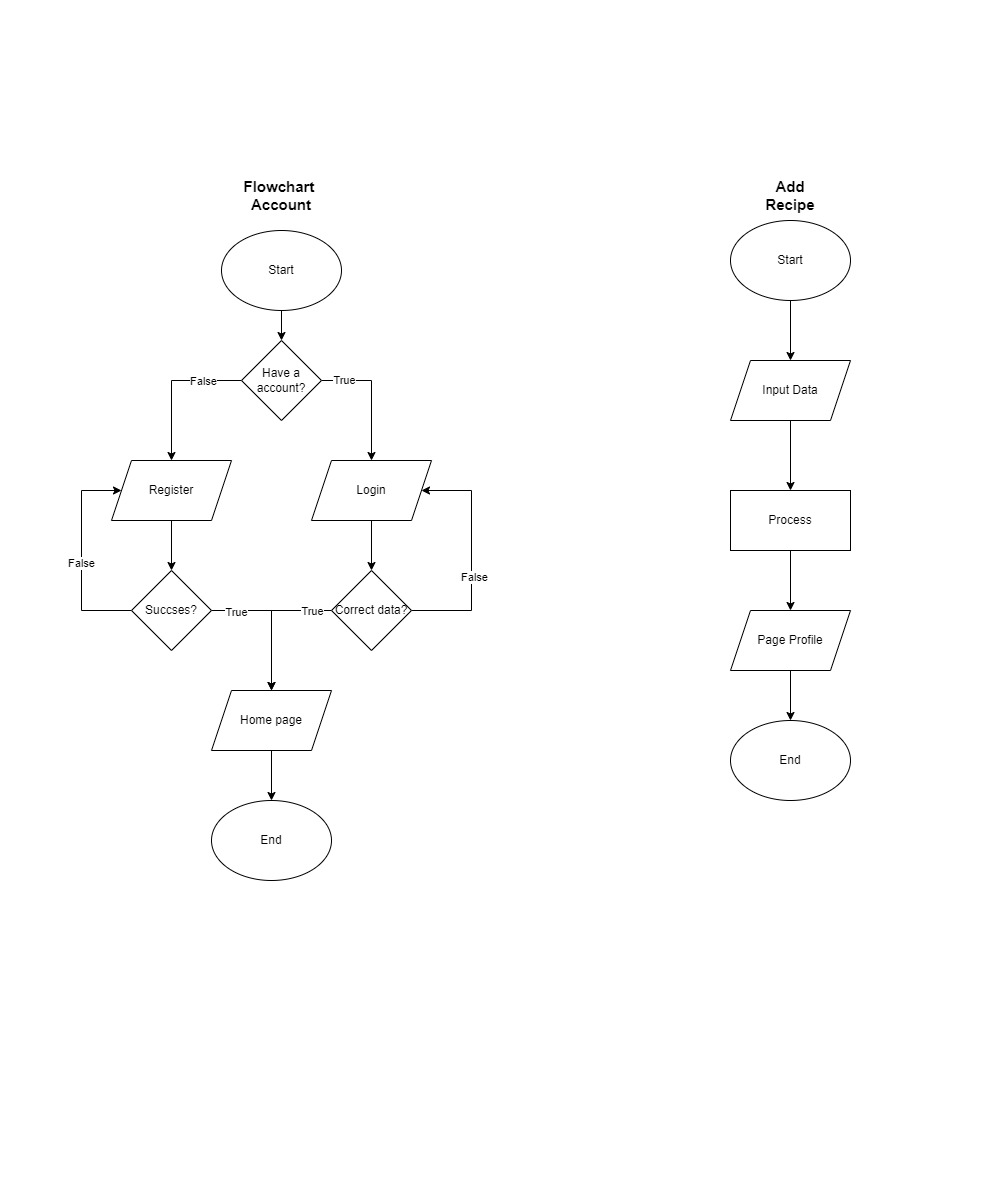 Flowchart
Account
Start
Have a
account?
False
True
Register
Login
False
False
Succses?
True
True
Correct data?
Home page
End
Add
Recipe
Start
Input Data
Process
Page Profile
End